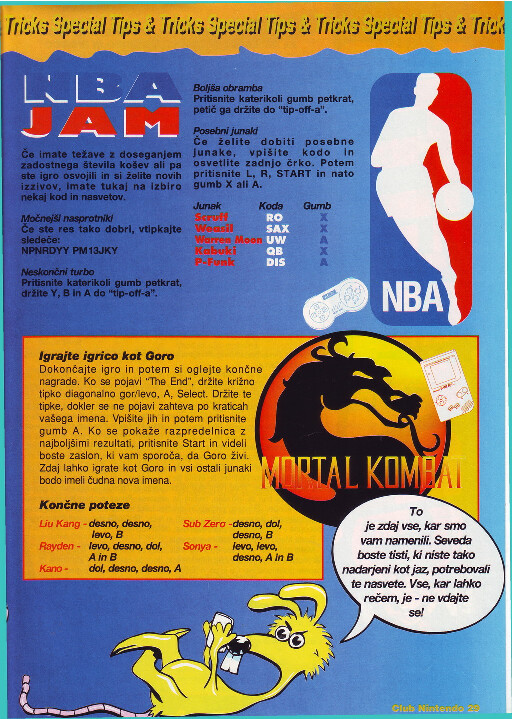 Tricks Special Tips & Tricks Special Tips & Tricks Special Tips & Trick
NBA
JAM
Če imate težave z doseganjem
zadostnega števila košev ali pa
ste igro osvojili in si želite novih
izzivov, imate tukaj na izbiro
nekaj kod in nasvetov.
Močnejši nasprotniki
Če ste res tako dobri, vtipkajte
sledeče:
NPNRDYY PM13JKY
Neskončni turbo
Pritisnite katerikoli gumb petkrat,
držite Y, B in A do "tip-off-a".
Boljša obramba
Pritisnite katerikoli gumb petkrat,
petič ga držite do "tip-off-a".
Posebni junaki
Če želite dobiti posebne
junake, vpišite kodo in
osvetlite zadnjo črko. Potem
pritisnite L, R, START in nato
gumb X ali A.
Junak Koda Gumb
Scruff RO X
Weasil SAX X
Warren Moon UW A
Kabuki QB X
P-Funk DIS A
NBA
Igrajte igrico kot Goro
Dokončajte igro in potem si oglejte končne
nagrade. Ko se pojavi "The End", držite križno
tipko diagonalno gor/levo, A, Select. Držite te
tipke, dokler se ne pojavi zahteva po kraticah
vašega imena. Vpišite jih in potem pritisnite
gumb A. Ko se pokaže razpredelnica z
najboljšimi rezultati, pritisnite Start in videli
boste zaslon, ki vam sporoča, da Goro živi.
Zdaj lahko igrate kot Goro in vsi ostali junaki
bodo imeli čudna nova imena.
MORTAL KOMBAT
Končne poteze
Liu Kang - desno, desno,
levo, B
Rayden - levo, desno, dol,
A in B
Kano - dol, desno, desno, A
Sub Zero - desno, dol,
desno, B
Sonya - levo, levo,
desno, A in B
To
je zdaj vse, kar smo
vam namenili. Seveda
boste tisti, ki niste tako
nadarjeni kot jaz, potrebovali
te nasvete. Vse, kar lahko
rečem, je - ne vdajte
se!
Club Nintendo 29